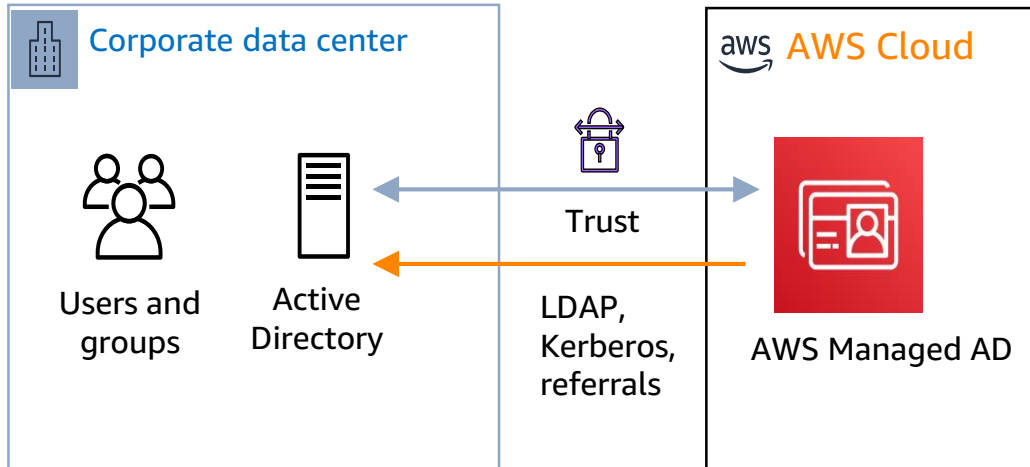 Corporate data center
aws AWS Cloud
Trust
Users and
groups
Active
Directory
LDAP,
Kerberos,
referrals
AWS Managed AD